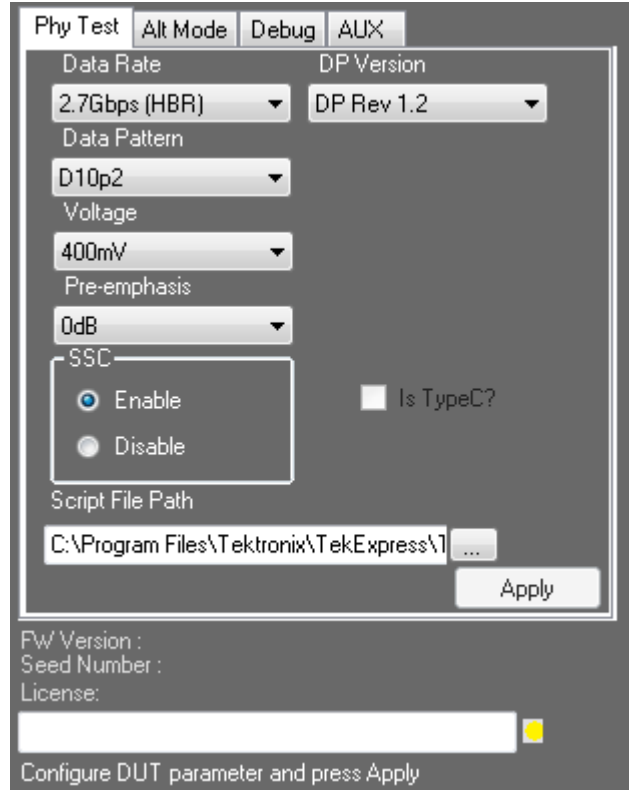 Phy Test Alt Mode Debug AUX
Data Rate DP Version
2.7Gbps (HBR) DP Rev 1.2
Data Pattern
D10p2
Voltage
400mV
Pre-emphasis
0dB
SSC
Enable Is TypeC?
Disable
Script File Path
C:\Program Files\Tektronix\TekExpress\ ...
Apply
FW Version :
Seed Number :
License:
Configure DUT parameter and press Apply